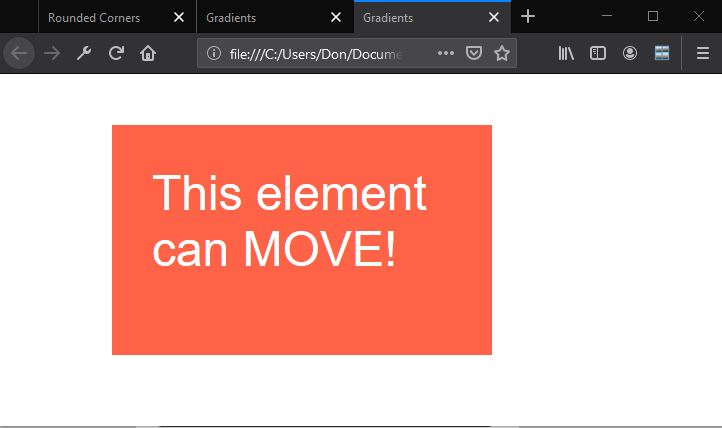 Rounded Corners
Gradients
Gradients
file:///C:/Users/Don/Docume
This element
can MOVE!